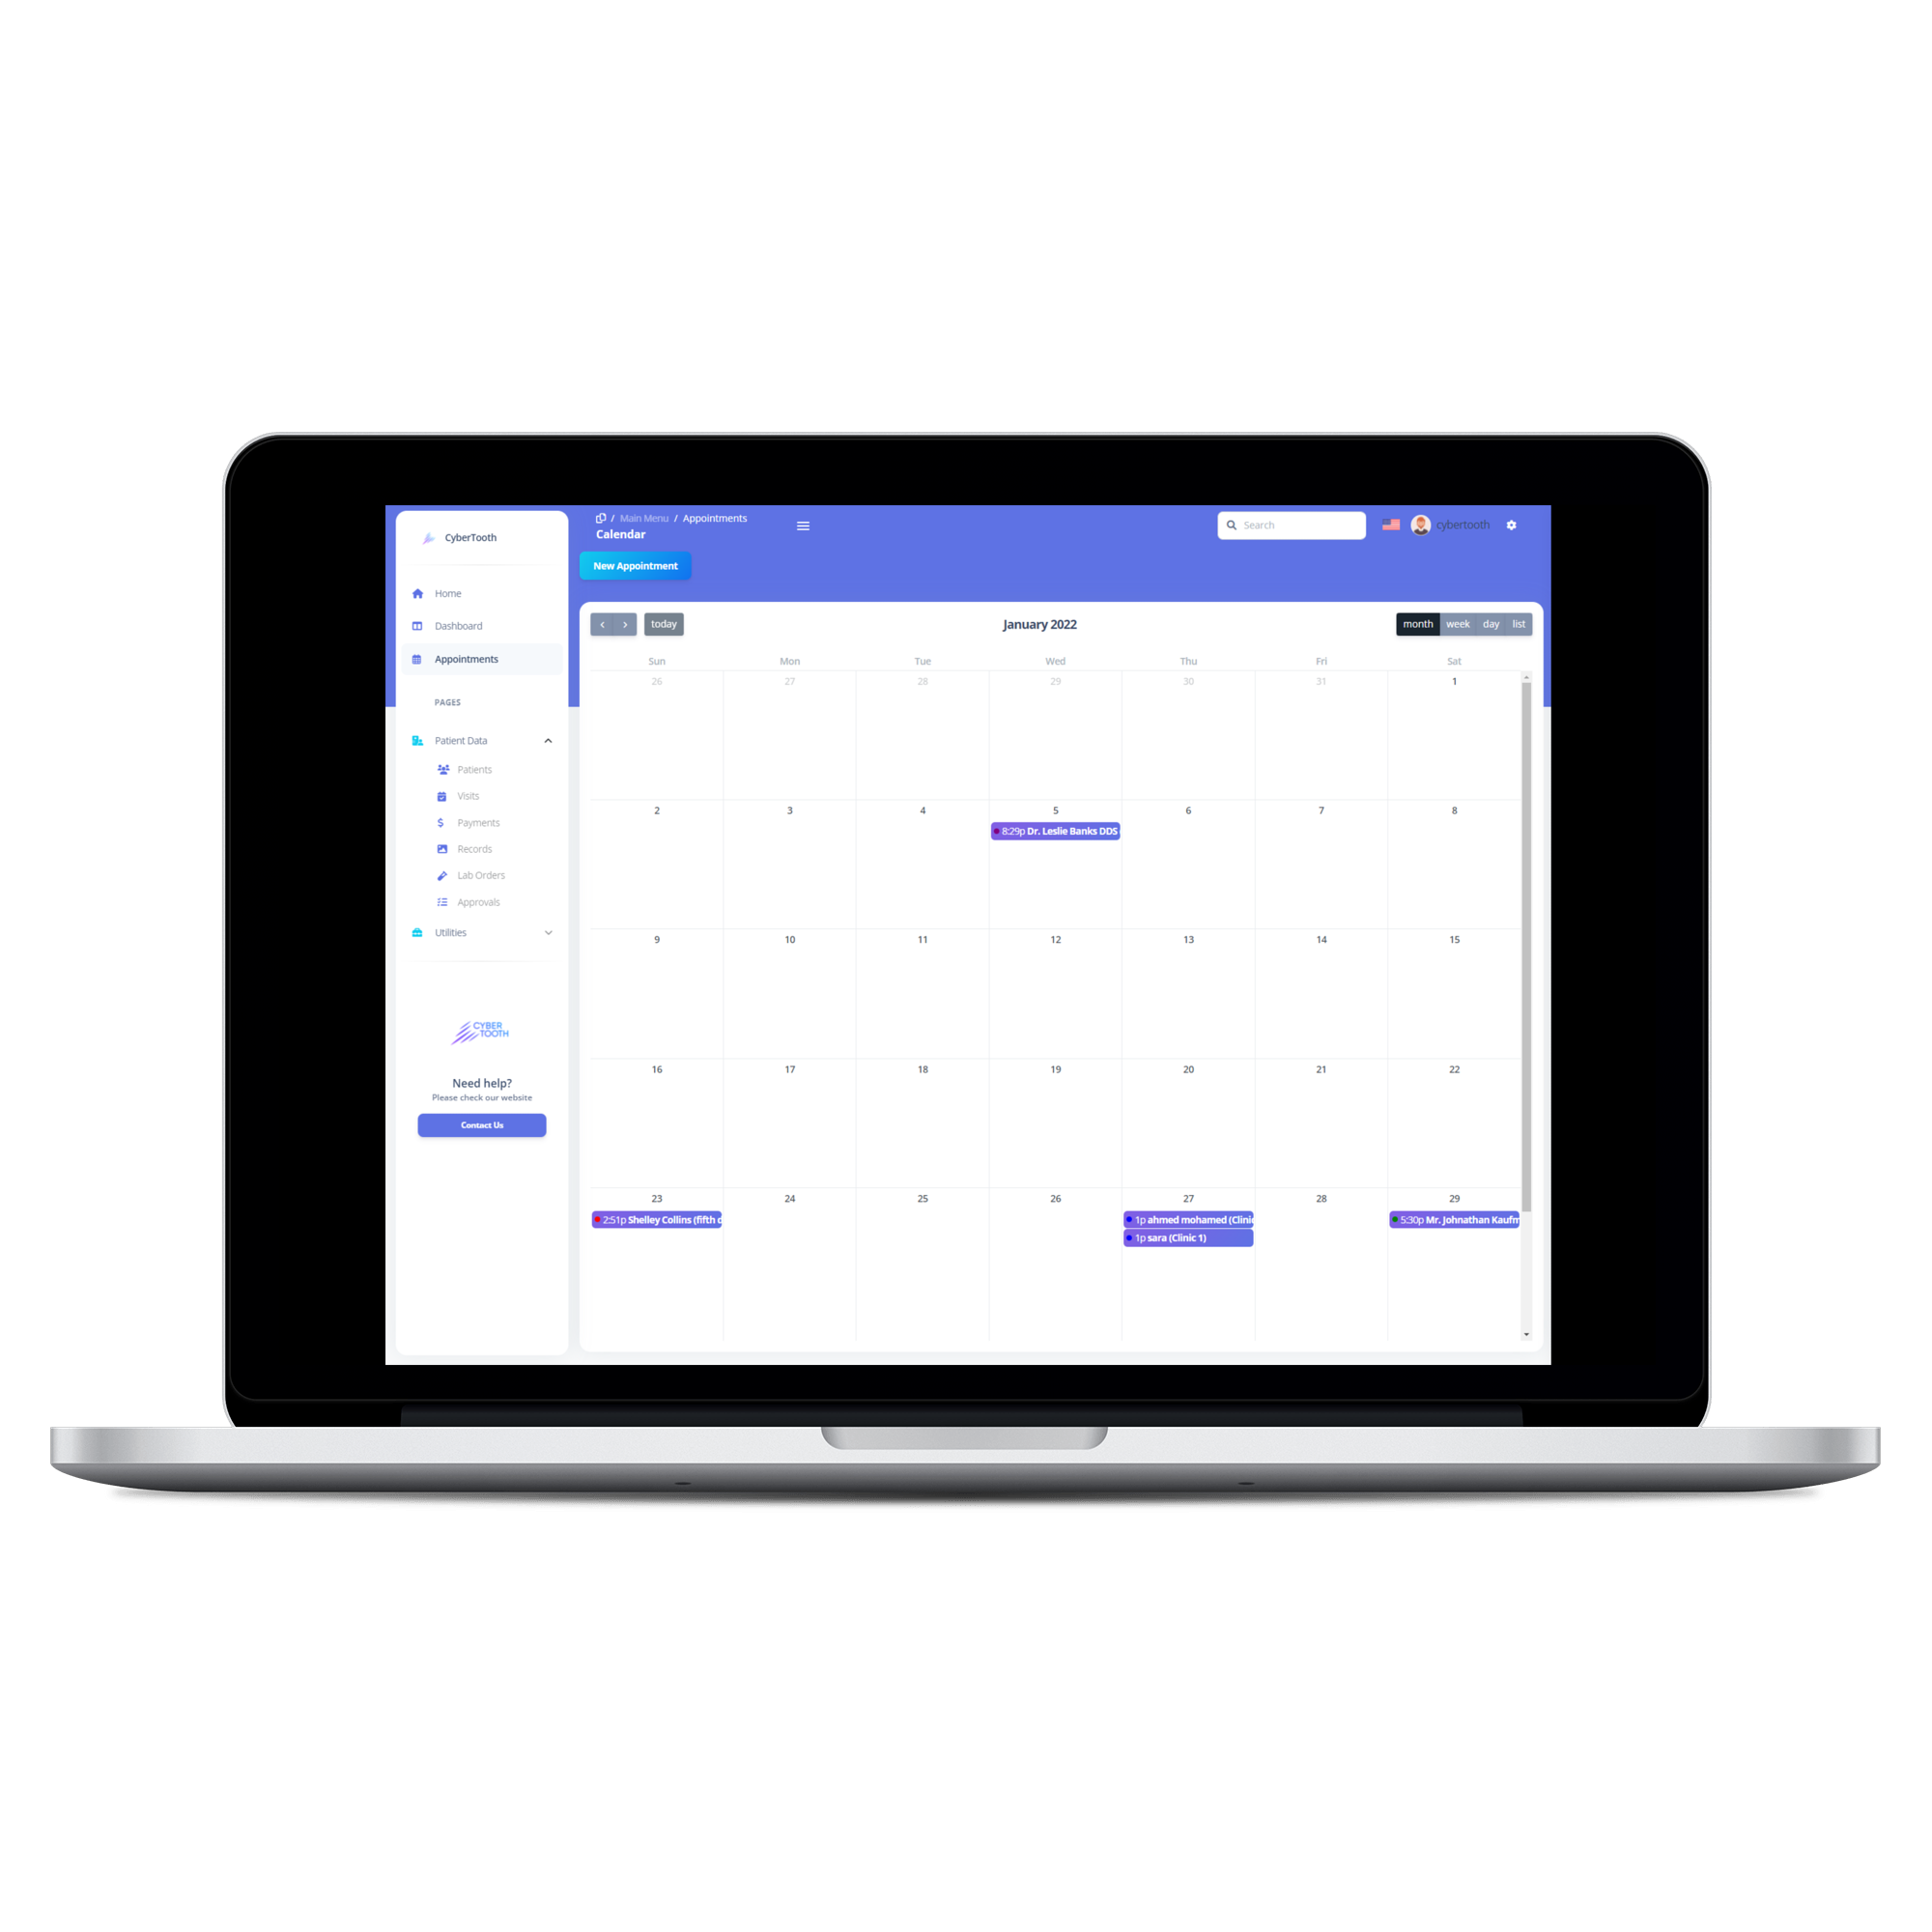 CyberTooth
Home
Dashboard
Appointments
PAGES
Patient Data
Patients
Visits
$ Payments
Records
Lab Orders
Approvals
Utilities
CYBER
TOOTH
Need help?
Please check our website
Contact Us
/ Main Menu / Appointments
Calendar
Search
cybertooth
New Appointment
‹ › today
January 2022
month week day list
Sun Mon Tue Wed Thu Fri Sat
26 27 28 29 30 31 1
2 3 4 5 6 7 8
8:29p Dr. Leslie Banks DDS
9 10 11 12 13 14 15
16 17 18 19 20 21 22
23 24 25 26 27 28 29
2:51p Shelley Collins (fifth c
1p ahmed mohamed (Clinic
5:30p Mr. Johnathan Kaufm
1p sara (Clinic 1)